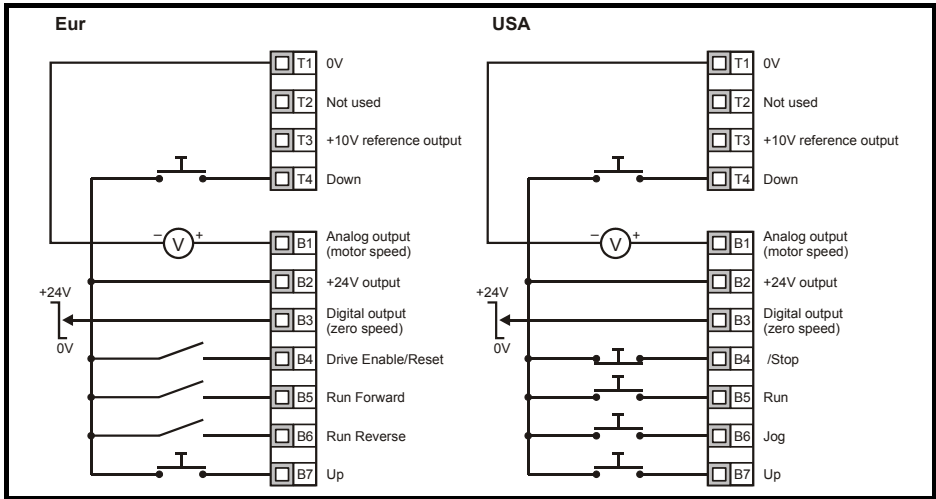 Eur
T1 0V
T2 Not used
T3 +10V reference output
T4 Down
– V +
B1 Analog output
(motor speed)
B2 +24V output
+24V
B3 Digital output
(zero speed)
0V
B4 Drive Enable/Reset
B5 Run Forward
B6 Run Reverse
B7 Up
USA
T1 0V
T2 Not used
T3 +10V reference output
T4 Down
– V +
B1 Analog output
(motor speed)
B2 +24V output
+24V
B3 Digital output
(zero speed)
0V
B4 /Stop
B5 Run
B6 Jog
B7 Up